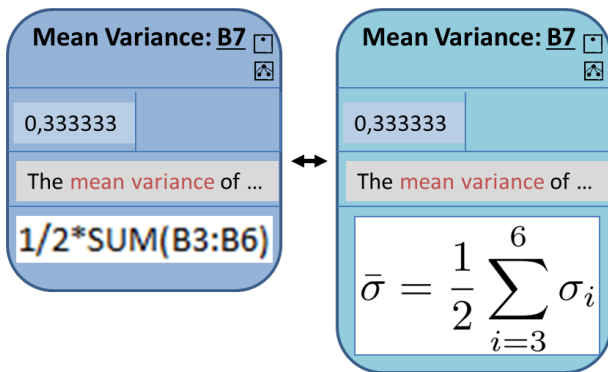 Mean Variance: B7
0,333333
The mean variance of ...
1/2*SUM(B3:B6)
Mean Variance: B7
0,333333
The mean variance of ...
σ̄ = 1/2 ∑_{i=3}^{6} σ_i